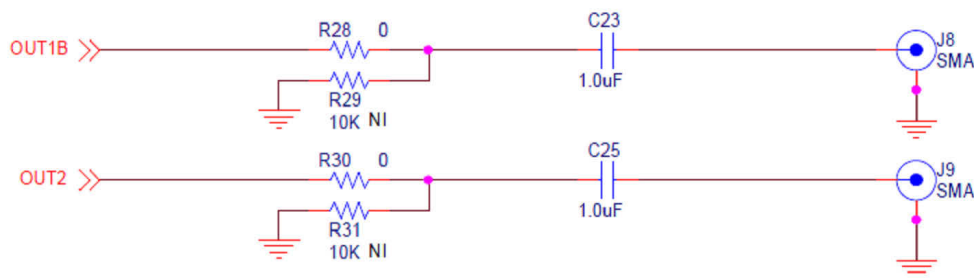 R28 0
OUT1B
R29
10K NI
C23
1.0uF
J8
SMA
R30 0
OUT2
R31
10K NI
C25
1.0uF
J9
SMA